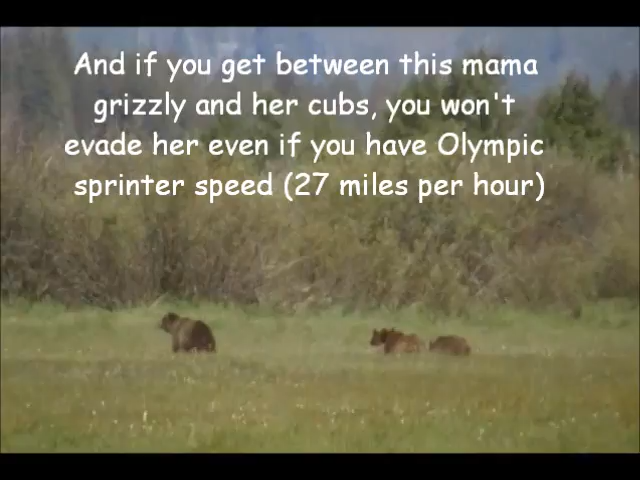 And if you get between this mama
grizzly and her cubs, you won't
evade her even if you have Olympic
sprinter speed (27 miles per hour)